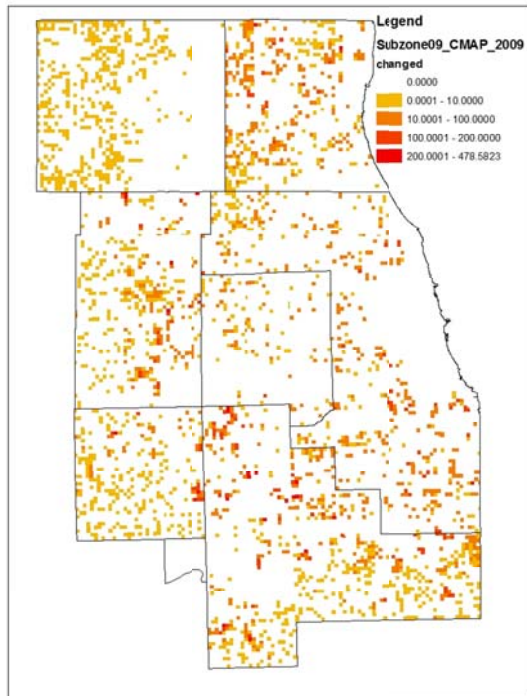 Legend
Subzone09_CMAP_2009
changed
0.0000
0.0001 - 10.0000
10.0001 - 100.0000
100.0001 - 200.0000
200.0001 - 478.5823